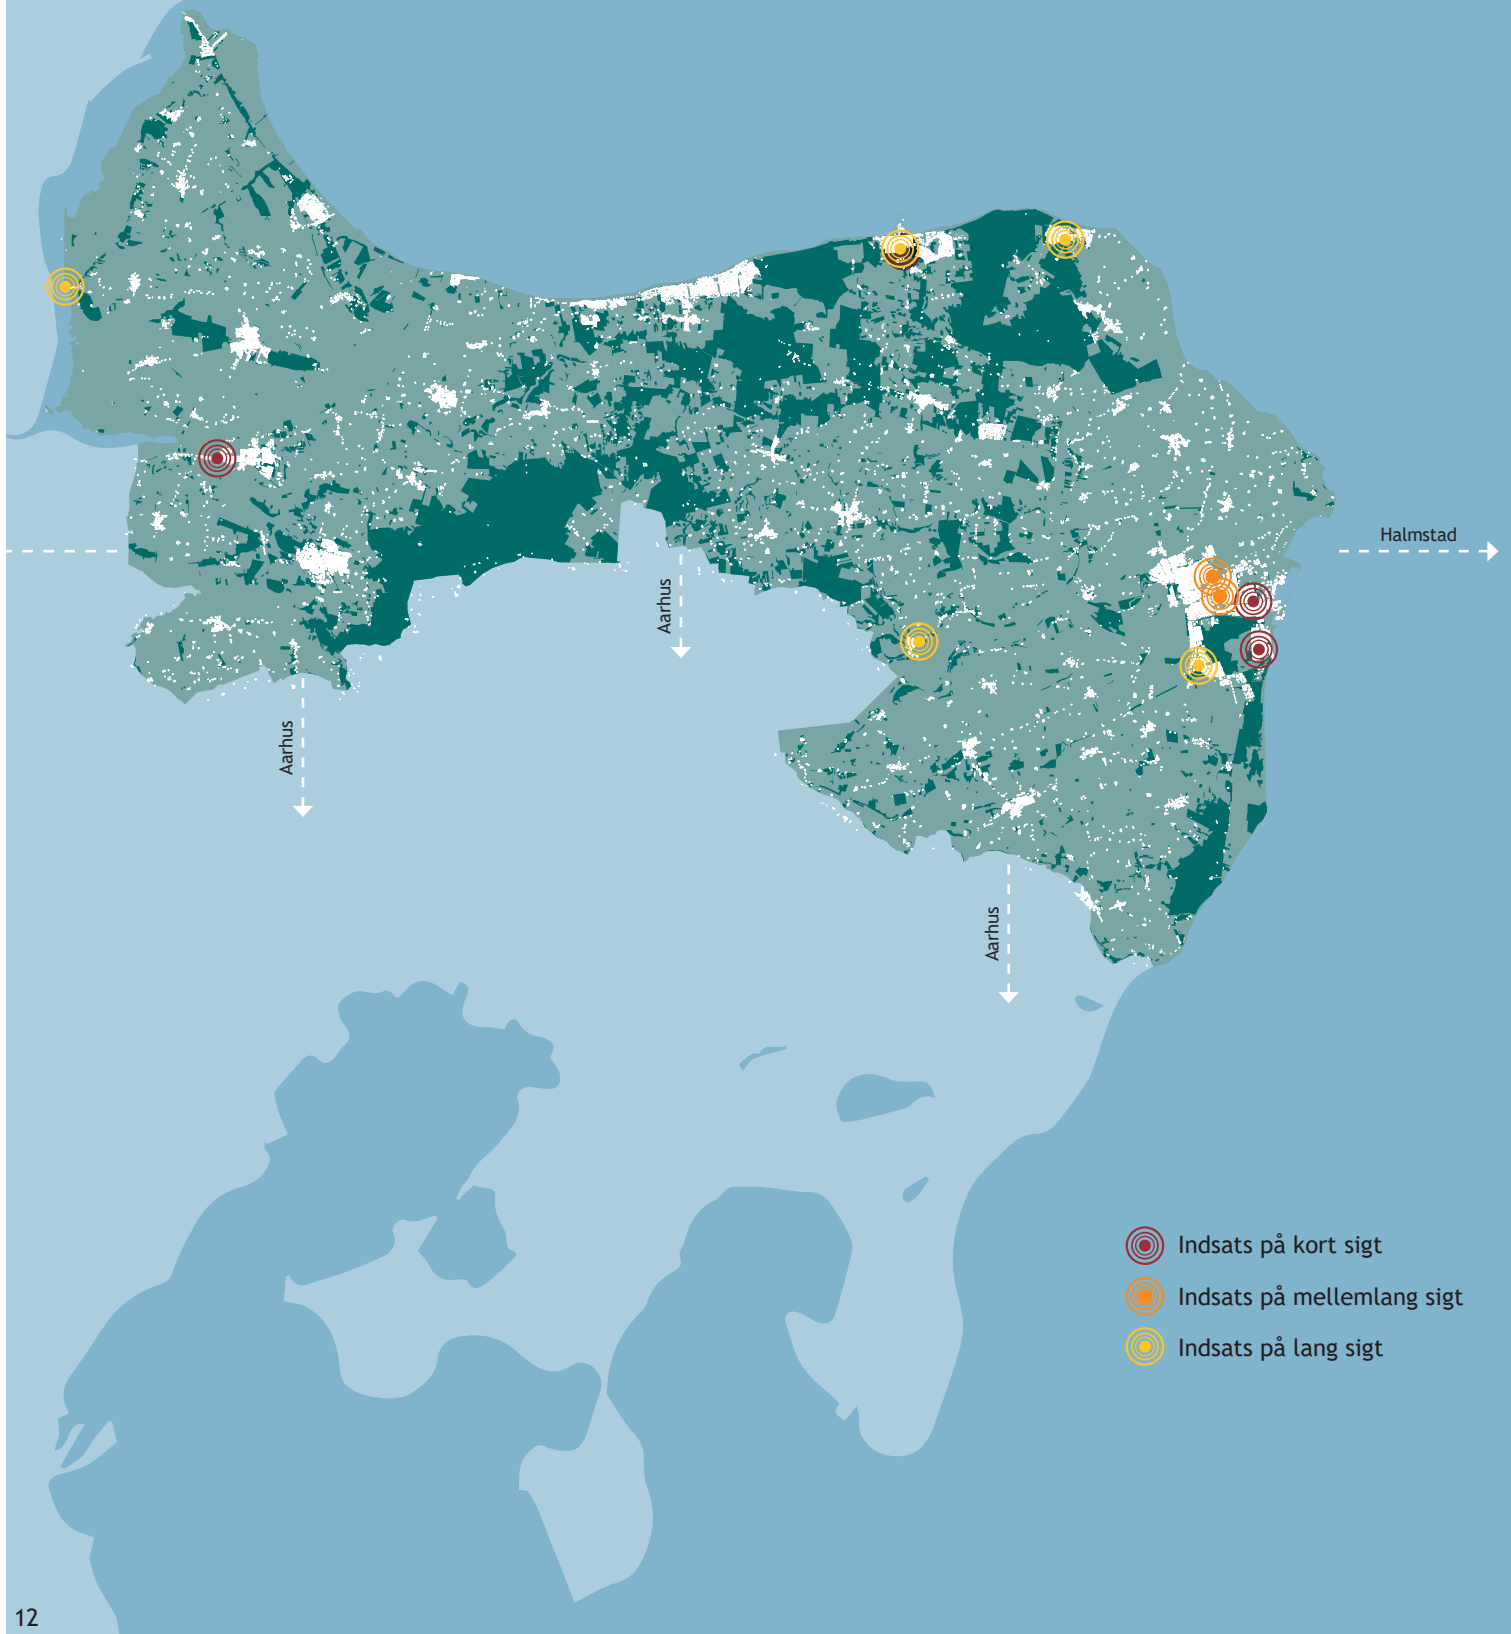 Halmstad
Aarhus
Aarhus
Aarhus
Indsats på kort sigt
Indsats på mellemlang sigt
Indsats på lang sigt
12